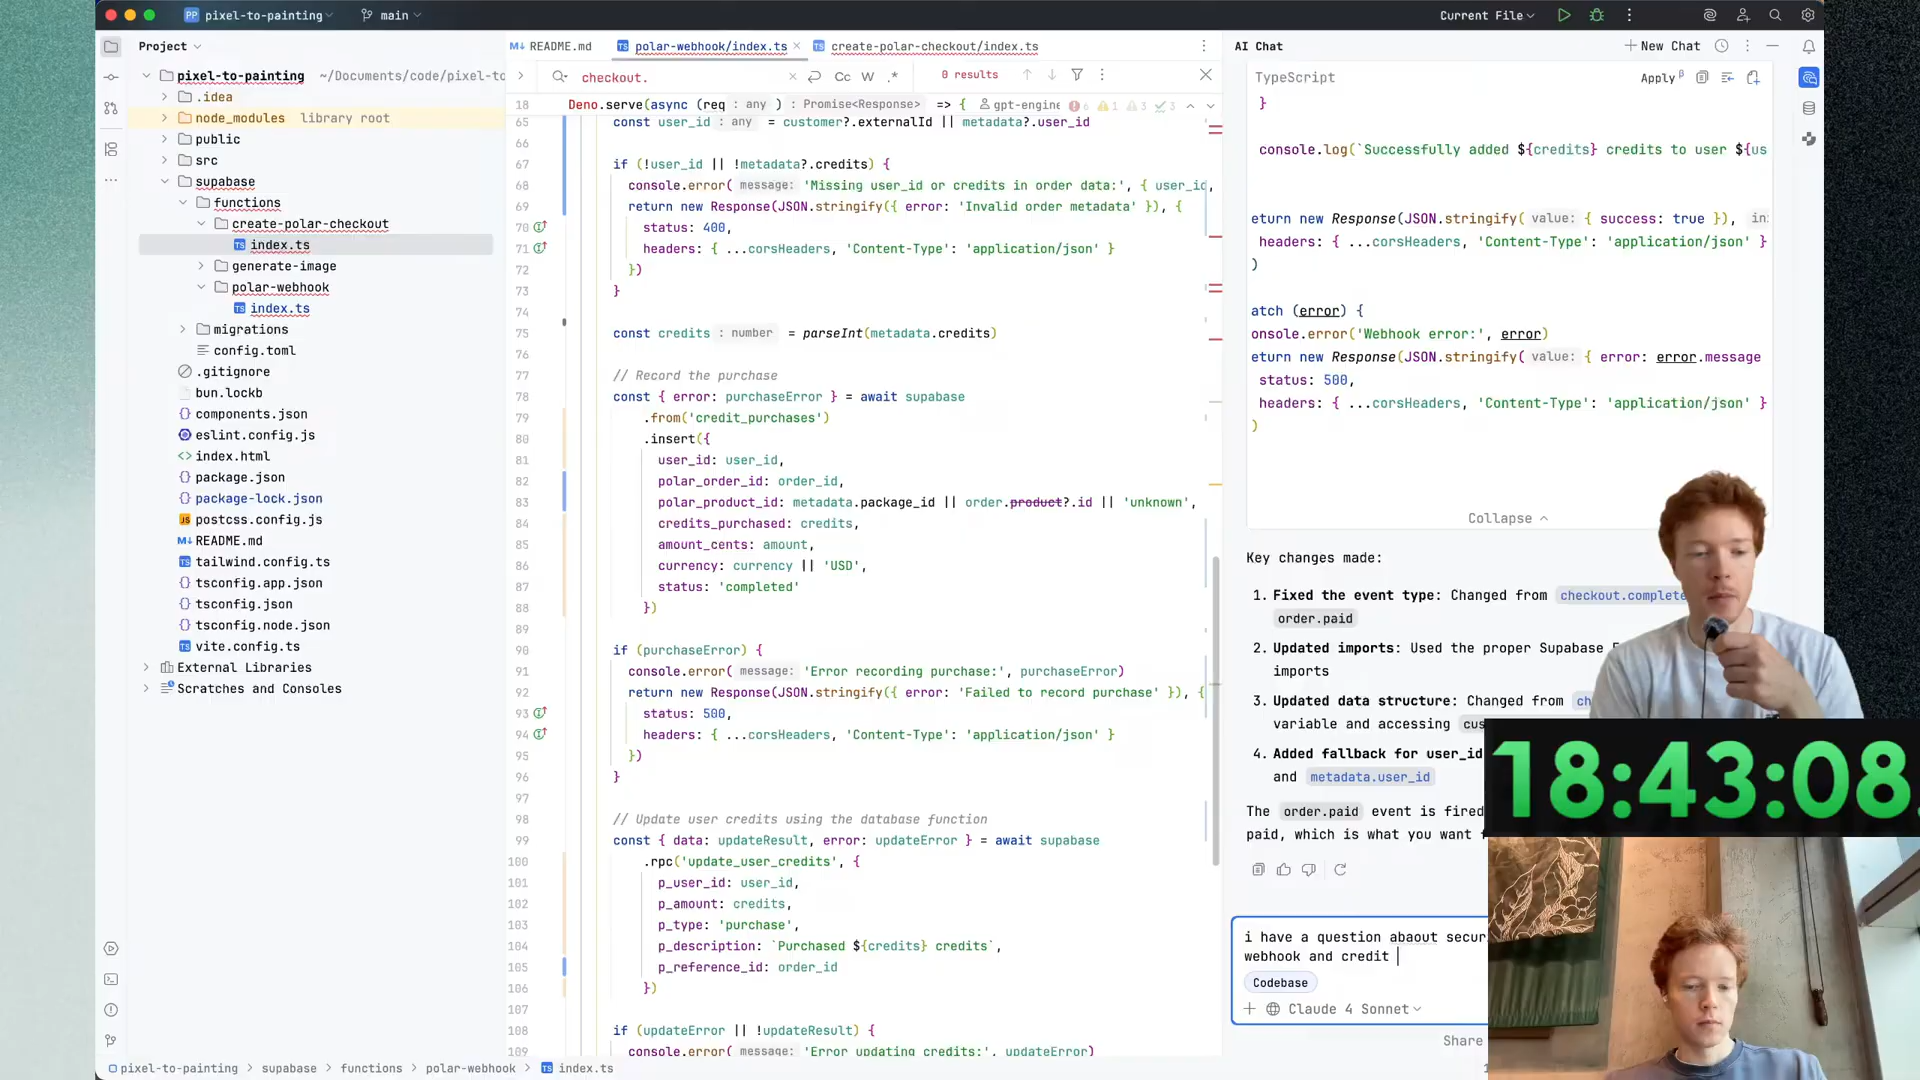 PP pixel-to-painting main Current File
Project
pixel-to-painting ~/Documents/code/pixel-to
.idea
node_modules library root
public
src
supabase
functions
create-polar-checkout
index.ts
generate-image
polar-webhook
index.ts
migrations
config.toml
.gitignore
bun.lockb
components.json
eslint.config.js
index.html
package.json
package-lock.json
postcss.config.js
README.md
tailwind.config.ts
tsconfig.app.json
tsconfig.json
tsconfig.node.json
vite.config.ts
External Libraries
Scratches and Consoles
README.md polar-webhook/index.ts create-polar-checkout/index.ts
checkout. Cc W .* 0 results
18 Deno.serve(async (req : any ) : Promise<Response> => { gpt-engine 6 1 3 3
65 const user_id : any = customer?.externalId || metadata?.user_id
66
67 if (!user_id || !metadata?.credits) {
68 console.error( message: 'Missing user_id or credits in order data:', { user_id,
69 return new Response(JSON.stringify({ error: 'Invalid order metadata' }), {
70 status: 400,
71 headers: { ...corsHeaders, 'Content-Type': 'application/json' }
72 })
73 }
74
75 const credits : number = parseInt(metadata.credits)
76
77 // Record the purchase
78 const { error: purchaseError } = await supabase
79 .from('credit_purchases')
80 .insert({
81 user_id: user_id,
82 polar_order_id: order_id,
83 polar_product_id: metadata.package_id || order.product?.id || 'unknown',
84 credits_purchased: credits,
85 amount_cents: amount,
86 currency: currency || 'USD',
87 status: 'completed'
88 })
89
90 if (purchaseError) {
91 console.error( message: 'Error recording purchase:', purchaseError)
92 return new Response(JSON.stringify({ error: 'Failed to record purchase' }), {
93 status: 500,
94 headers: { ...corsHeaders, 'Content-Type': 'application/json' }
95 })
96 }
97
98 // Update user credits using the database function
99 const { data: updateResult, error: updateError } = await supabase
100 .rpc('update_user_credits', {
101 p_user_id: user_id,
102 p_amount: credits,
103 p_type: 'purchase',
104 p_description: `Purchased ${credits} credits`,
105 p_reference_id: order_id
106 })
107
108 if (updateError || !updateResult) {
109 console.error( message: 'Error updating credits:', updateError)
AI Chat New Chat
TypeScript Apply
}
console.log(`Successfully added ${credits} credits to user ${us
eturn new Response(JSON.stringify( value: { success: true }), in
headers: { ...corsHeaders, 'Content-Type': 'application/json' }
)
atch (error) {
onsole.error('Webhook error:', error)
eturn new Response(JSON.stringify( value: { error: error.message
status: 500,
headers: { ...corsHeaders, 'Content-Type': 'application/json' }
)
Collapse
Key changes made:
1. Fixed the event type: Changed from checkout.complete
order.paid
2. Updated imports: Used the proper Supabase
imports
3. Updated data structure: Changed from
variable and accessing cus
4. Added fallback for user_id
and metadata.user_id
The order.paid event is fired
paid, which is what you want
i have a question abaout secur
webhook and credit
Codebase
Claude 4 Sonnet
Share
18:43:08.
pixel-to-painting supabase functions polar-webhook index.ts